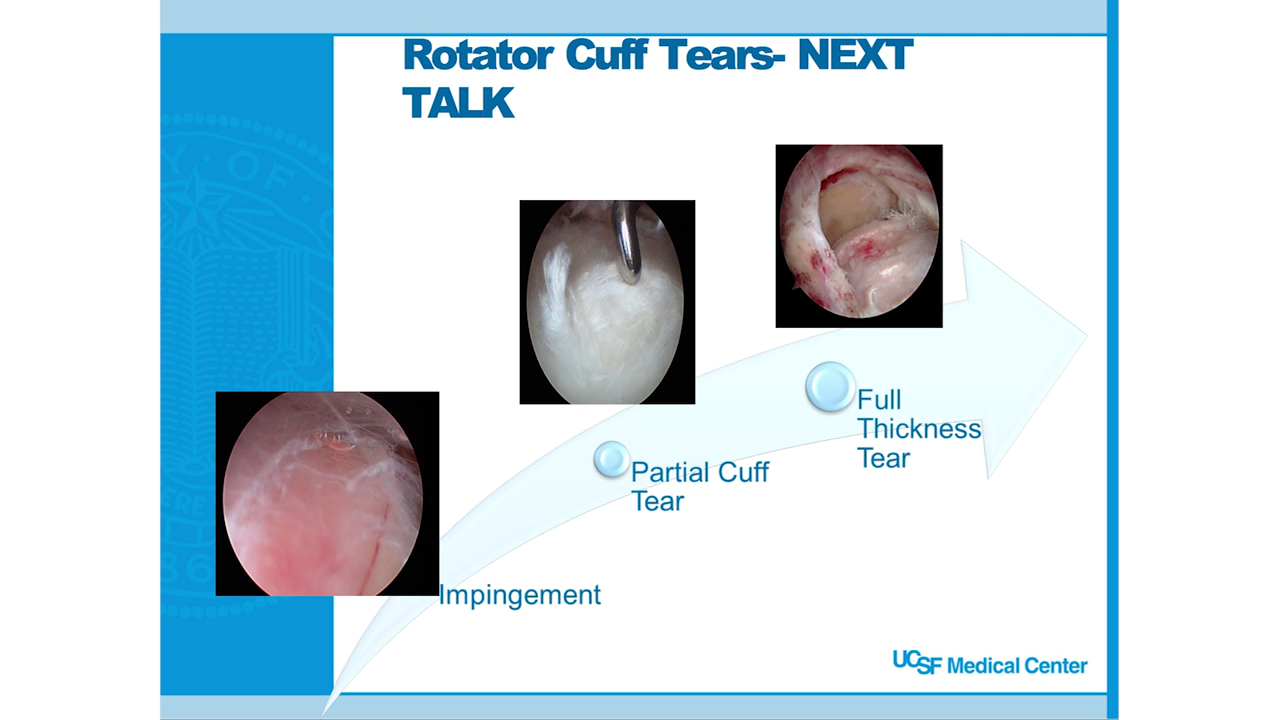 Rotator Cuff Tears- NEXT
TALK
Full
Thickness
Tear
Partial Cuff
Tear
Impingement
UCSF Medical Center